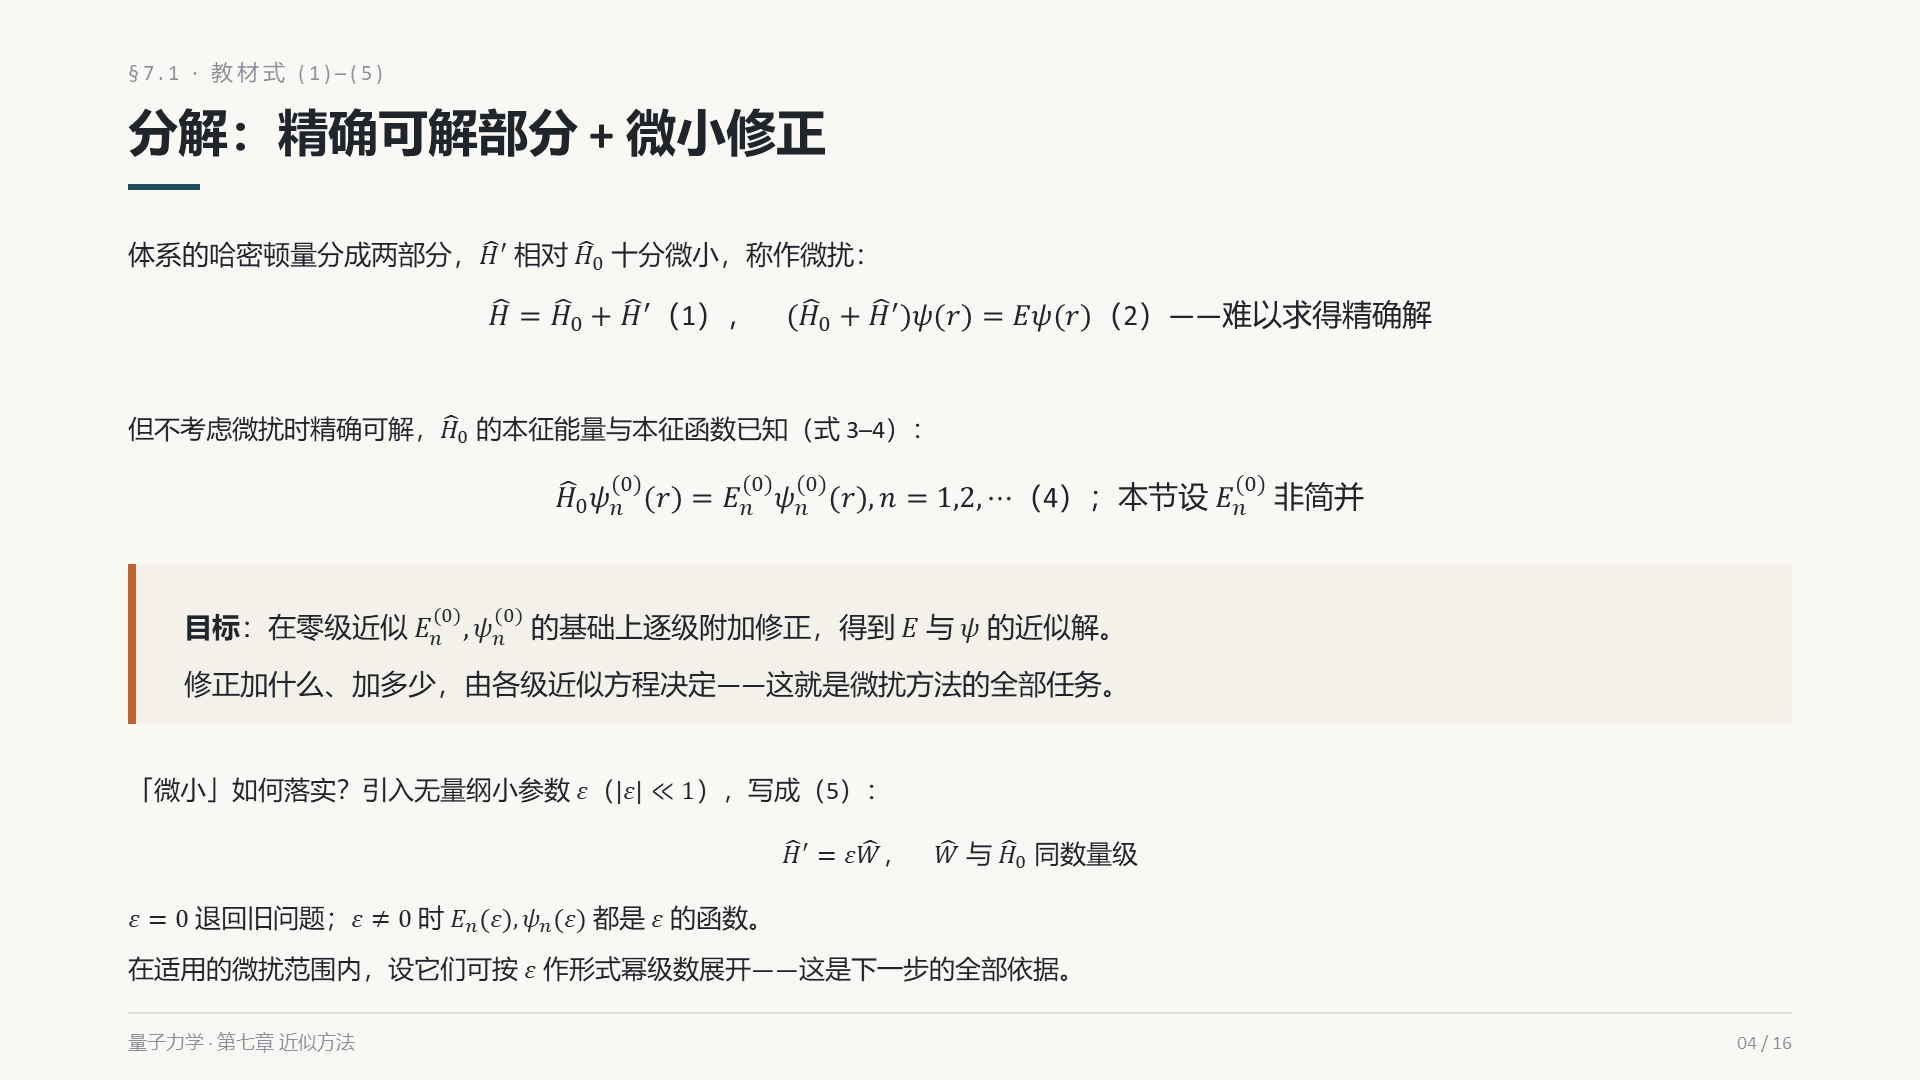 §7.1 · 教材式 (1)–(5)
分解：精确可解部分 + 微小修正
体系的哈密顿量分成两部分，Ĥ′ 相对 Ĥ₀ 十分微小，称作微扰：
Ĥ = Ĥ₀ + Ĥ′（1）, (Ĥ₀ + Ĥ′)ψ(r) = Eψ(r)（2）——难以求得精确解
但不考虑微扰时精确可解，Ĥ₀ 的本征能量与本征函数已知（式 3–4）：
Ĥ₀ψₙ⁽⁰⁾(r) = Eₙ⁽⁰⁾ψₙ⁽⁰⁾(r), n = 1,2,⋯（4）；本节设 Eₙ⁽⁰⁾ 非简并
目标：在零级近似 Eₙ⁽⁰⁾, ψₙ⁽⁰⁾ 的基础上逐级附加修正，得到 E 与 ψ 的近似解。
修正加什么、加多少，由各级近似方程决定——这就是微扰方法的全部任务。
「微小」如何落实？引入无量纲小参数 ε（|ε| ≪ 1），写成（5）：
Ĥ′ = εŴ, Ŵ 与 Ĥ₀ 同数量级
ε = 0 退回旧问题；ε ≠ 0 时 Eₙ(ε), ψₙ(ε) 都是 ε 的函数。
在适用的微扰范围内，设它们可按 ε 作形式幂级数展开——这是下一步的全部依据。
量子力学 · 第七章 近似方法
04 / 16